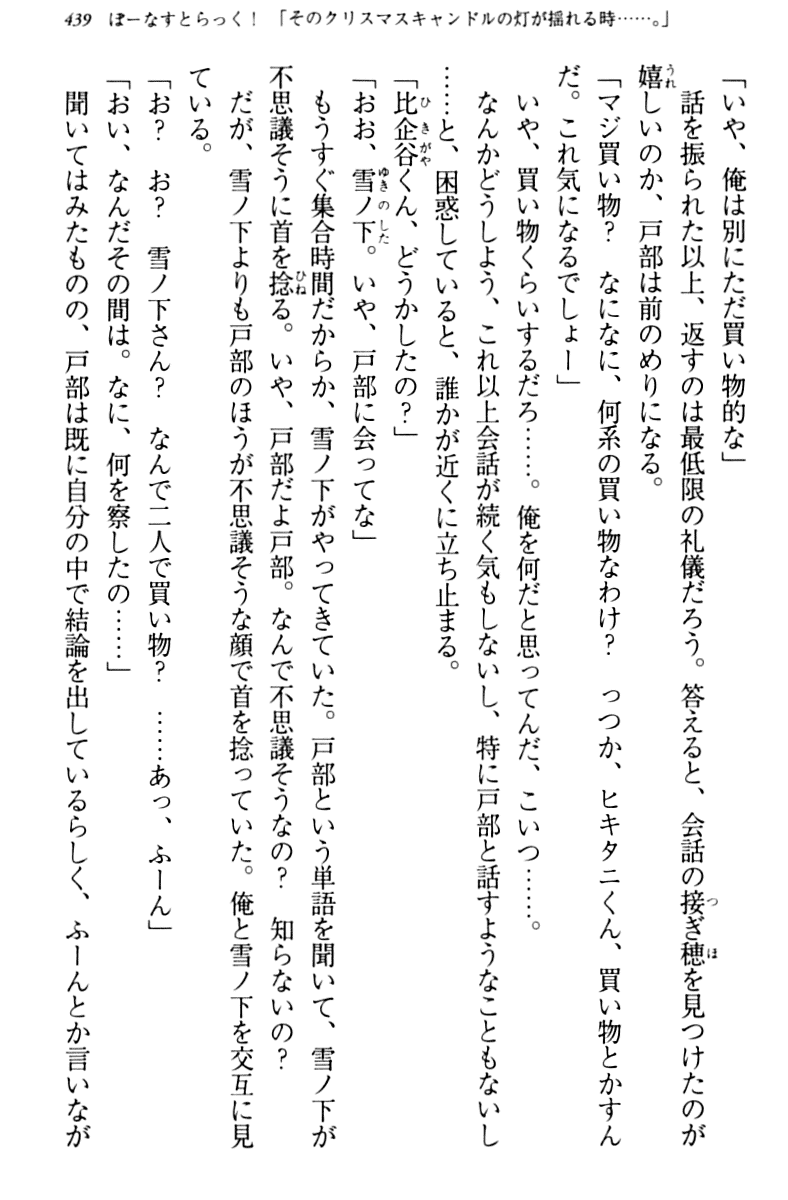 439 ぼーなすとらっく！「そのクリスマスキャンドルの灯が揺れる時……。」
「いや、俺は別にただ買い物的な」
　話を振られた以上、返すのは最低限の礼儀だろう。答えると、会話の接ぎ穂を見つけたのが
嬉しいのか、戸部は前のめりになる。
「マジ買い物？　なになに、何系の買い物なわけ？　っつか、ヒキタニくん、買い物とかすん
だ。これ気になるでしょー」
　いや、買い物くらいするだろ……。俺を何だと思ってんだ、こいつ……。
　なんかどうしよう、これ以上会話が続く気もしないし、特に戸部と話すようなこともないし
……と、困惑していると、誰かが近くに立ち止まる。
「比企谷くん、どうかしたの？」
「おお、雪ノ下。いや、戸部に会ってな」
　もうすぐ集合時間だからか、雪ノ下がやってきていた。戸部という単語を聞いて、雪ノ下が
不思議そうに首を捻る。いや、戸部だよ戸部。なんで不思議そうなの？　知らないの？
　だが、雪ノ下よりも戸部のほうが不思議そうな顔で首を捻っていた。俺と雪ノ下を交互に見
ている。
「お？　お？　雪ノ下さん？　なんで二人で買い物？　……あっ、ふーん」
「おい、なんだその間は。なに、何を察したの……」
　聞いてはみたものの、戸部は既に自分の中で結論を出しているらしく、ふーんとか言いなが